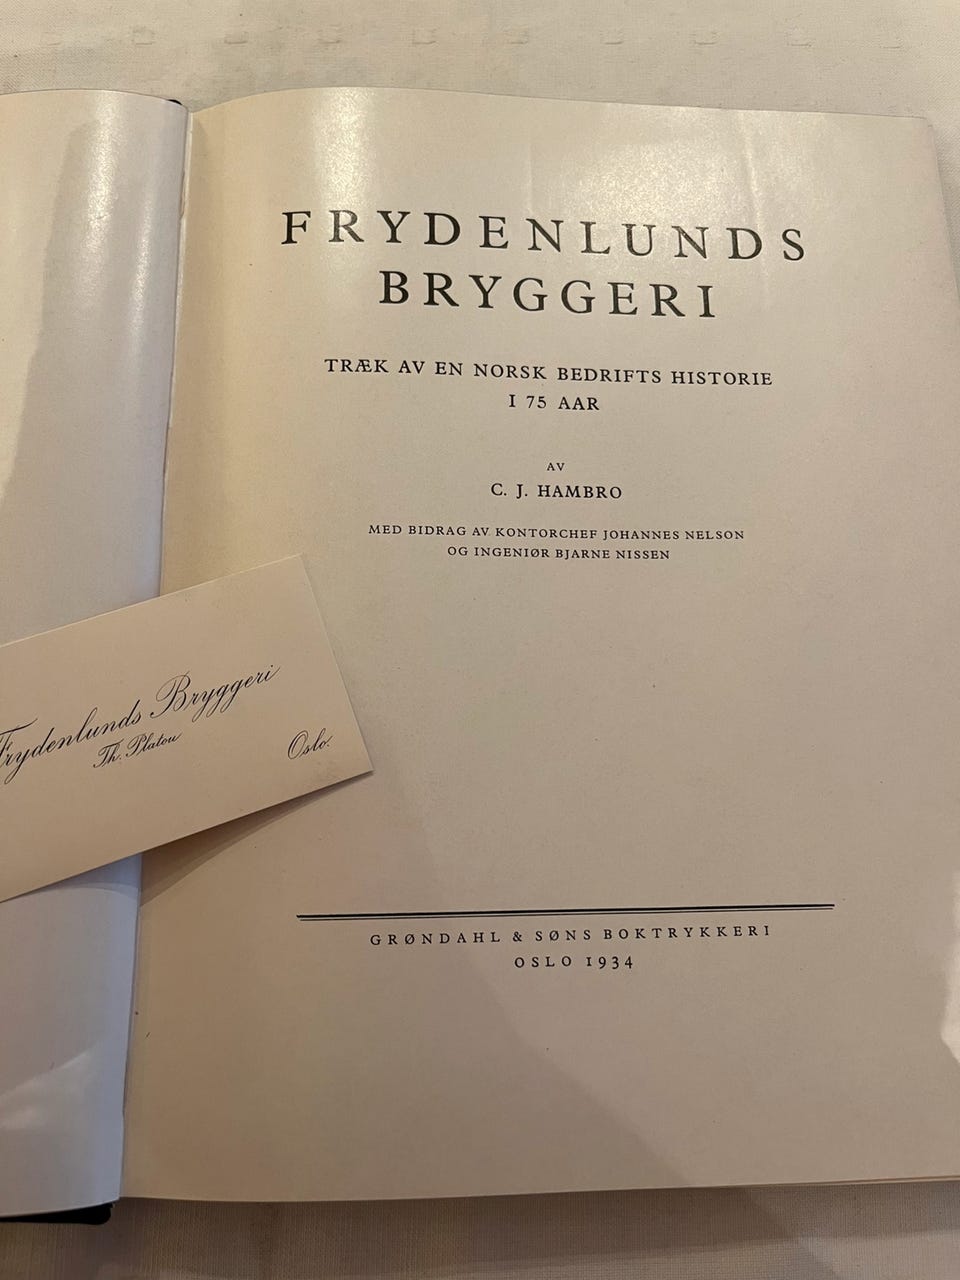 FRYDENLUNDS
BRYGGERI
TRÆK AV EN NORSK BEDRIFTS HISTORIE
I 75 AAR
AV
C. J. HAMBRO
MED BIDRAG AV KONTORCHEF JOHANNES NELSON
OG INGENIØR BJARNE NISSEN
Frydenlunds Bryggeri
Th. Platou
Oslo.
GRØNDAHL & SØNS BOKTRYKKERI
OSLO 1934